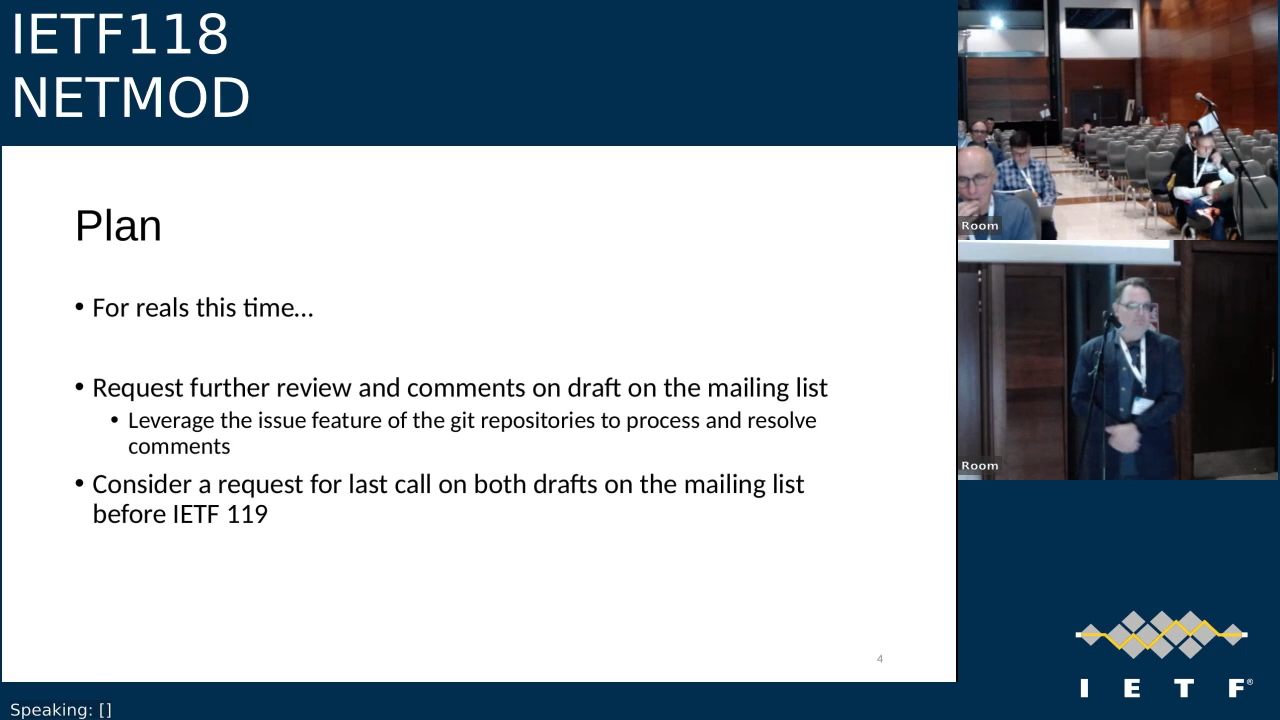 IETF118
NETMOD
Plan
• For reals this time...
• Request further review and comments on draft on the mailing list
• Leverage the issue feature of the git repositories to process and resolve
comments
• Consider a request for last call on both drafts on the mailing list
before IETF 119
4
Room
Room
I E T F®
Speaking: []